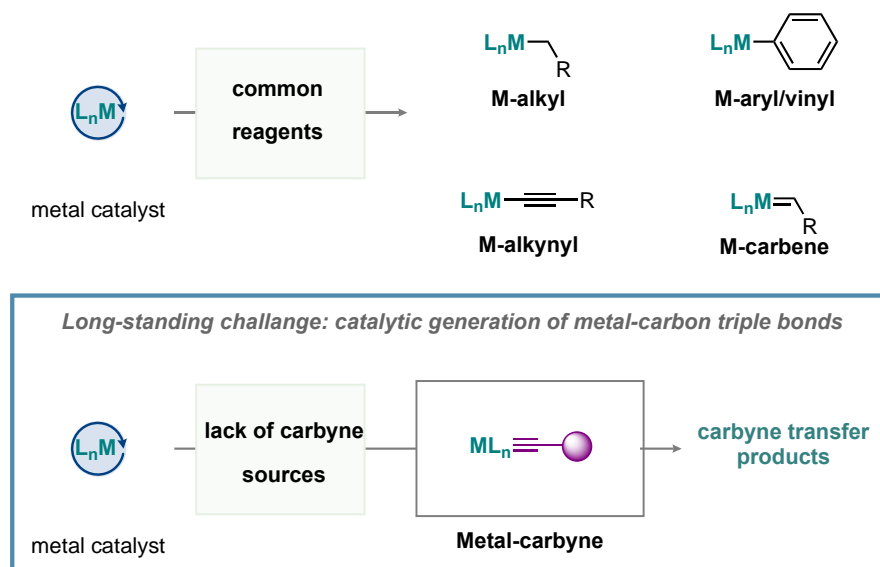 LnM
R
M-alkyl
LnM
M-aryl/vinyl
LnM
common
reagents
metal catalyst
LnM R
M-alkynyl
LnM
R
M-carbene
Long-standing challange: catalytic generation of metal-carbon triple bonds
LnM
metal catalyst
lack of carbyne
sources
MLn
Metal-carbyne
carbyne transfer
products